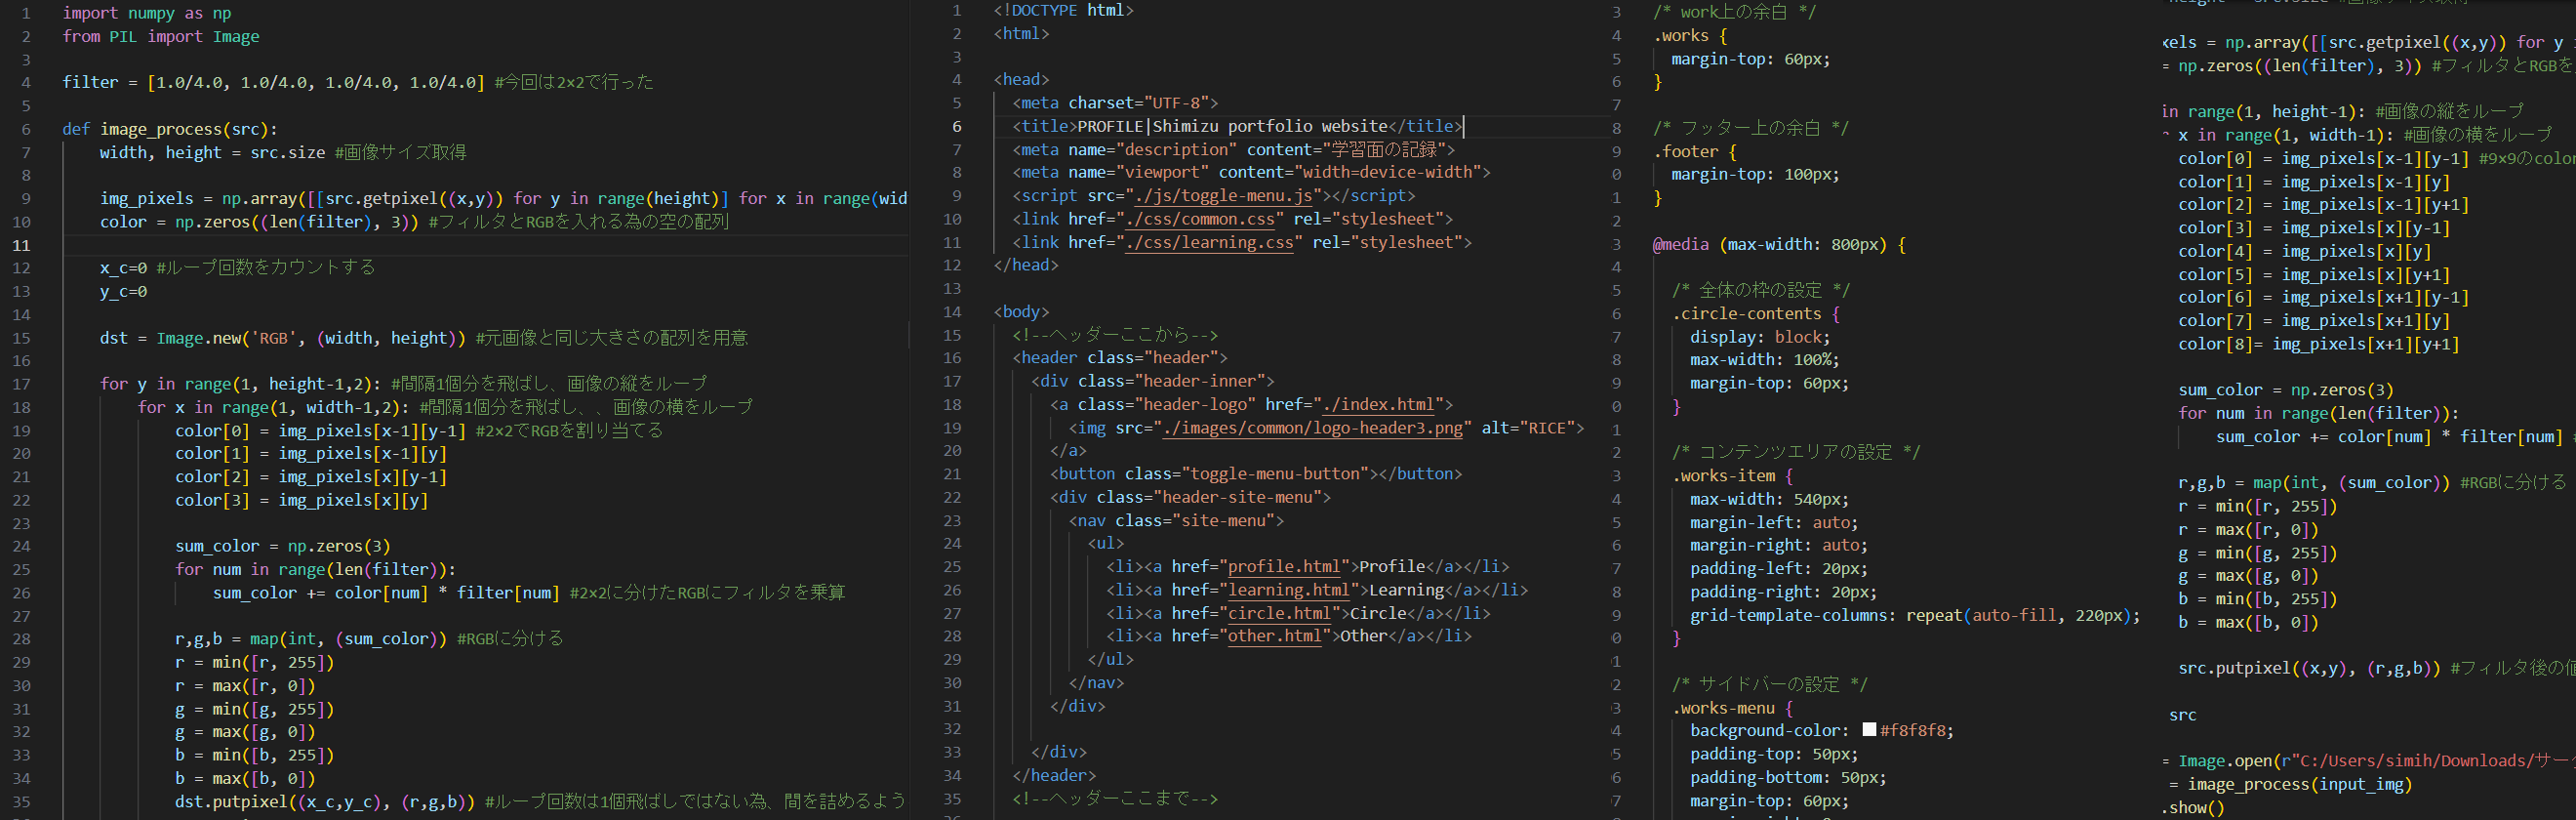 1 import numpy as np
2 from PIL import Image
3
4 filter = [1.0/4.0, 1.0/4.0, 1.0/4.0, 1.0/4.0] #今回は2×2で行った
5
6 def image_process(src):
7 width, height = src.size #画像サイズ取得
8
9 img_pixels = np.array([[src.getpixel((x,y)) for y in range(height)] for x in range(wid
10 color = np.zeros((len(filter), 3)) #フィルタとRGBを入れる為の空の配列
11
12 x_c=0 #ループ回数をカウントする
13 y_c=0
14
15 dst = Image.new('RGB', (width, height)) #元画像と同じ大きさの配列を用意
16
17 for y in range(1, height-1,2): #間隔1個分を飛ばし、画像の縦をループ
18 for x in range(1, width-1,2): #間隔1個分を飛ばし、、画像の横をループ
19 color[0] = img_pixels[x-1][y-1] #2×2でRGBを割り当てる
20 color[1] = img_pixels[x-1][y]
21 color[2] = img_pixels[x][y-1]
22 color[3] = img_pixels[x][y]
23
24 sum_color = np.zeros(3)
25 for num in range(len(filter)):
26 sum_color += color[num] * filter[num] #2×2に分けたRGBにフィルタを乗算
27
28 r,g,b = map(int, (sum_color)) #RGBに分ける
29 r = min([r, 255])
30 r = max([r, 0])
31 g = min([g, 255])
32 g = max([g, 0])
33 b = min([b, 255])
34 b = max([b, 0])
35 dst.putpixel((x_c,y_c), (r,g,b)) #ループ回数は1個飛ばしではない為、間を詰めるよう
1 <!DOCTYPE html>
2 <html>
3
4 <head>
5 <meta charset="UTF-8">
6 <title>PROFILE|Shimizu portfolio website</title>
7 <meta name="description" content="学習面の記録">
8 <meta name="viewport" content="width=device-width">
9 <script src="./js/toggle-menu.js"></script>
10 <link href="./css/common.css" rel="stylesheet">
11 <link href="./css/learning.css" rel="stylesheet">
12 </head>
13
14 <body>
15 <!--ヘッダーここから-->
16 <header class="header">
17 <div class="header-inner">
18 <a class="header-logo" href="./index.html">
19 <img src="./images/common/logo-header3.png" alt="RICE">
20 </a>
21 <button class="toggle-menu-button"></button>
22 <div class="header-site-menu">
23 <nav class="site-menu">
24 <ul>
25 <li><a href="profile.html">Profile</a></li>
26 <li><a href="learning.html">Learning</a></li>
27 <li><a href="circle.html">Circle</a></li>
28 <li><a href="other.html">Other</a></li>
29 </ul>
30 </nav>
31 </div>
32
33 </div>
34 </header>
35 <!--ヘッダーここまで-->
3 /* work上の余白 */
4 .works {
5 margin-top: 60px;
6 }
7
8 /* フッター上の余白 */
9 .footer {
0 margin-top: 100px;
1 }
2
3 @media (max-width: 800px) {
4
5 /* 全体の枠の設定 */
6 .circle-contents {
7 display: block;
8 max-width: 100%;
9 margin-top: 60px;
0 }
1
2 /* コンテンツエリアの設定 */
3 .works-item {
4 max-width: 540px;
5 margin-left: auto;
6 margin-right: auto;
7 padding-left: 20px;
8 padding-right: 20px;
9 grid-template-columns: repeat(auto-fill, 220px);
0 }
1
2 /* サイドバーの設定 */
3 .works-menu {
4 background-color: #f8f8f8;
5 padding-top: 50px;
6 padding-bottom: 50px;
7 margin-top: 60px;
xels = np.array([[src.getpixel((x,y)) for y
= np.zeros((len(filter), 3)) #フィルタとRGBを
in range(1, height-1): #画像の縦をループ
x in range(1, width-1): #画像の横をループ
color[0] = img_pixels[x-1][y-1] #9×9のcolor
color[1] = img_pixels[x-1][y]
color[2] = img_pixels[x-1][y+1]
color[3] = img_pixels[x][y-1]
color[4] = img_pixels[x][y]
color[5] = img_pixels[x][y+1]
color[6] = img_pixels[x+1][y-1]
color[7] = img_pixels[x+1][y]
color[8]= img_pixels[x+1][y+1]
sum_color = np.zeros(3)
for num in range(len(filter)):
sum_color += color[num] * filter[num]
r,g,b = map(int, (sum_color)) #RGBに分ける
r = min([r, 255])
r = max([r, 0])
g = min([g, 255])
g = max([g, 0])
b = min([b, 255])
b = max([b, 0])
src.putpixel((x,y), (r,g,b)) #フィルタ後の値
src
= Image.open(r"C:/Users/simih/Downloads/サーク
= image_process(input_img)
.show()